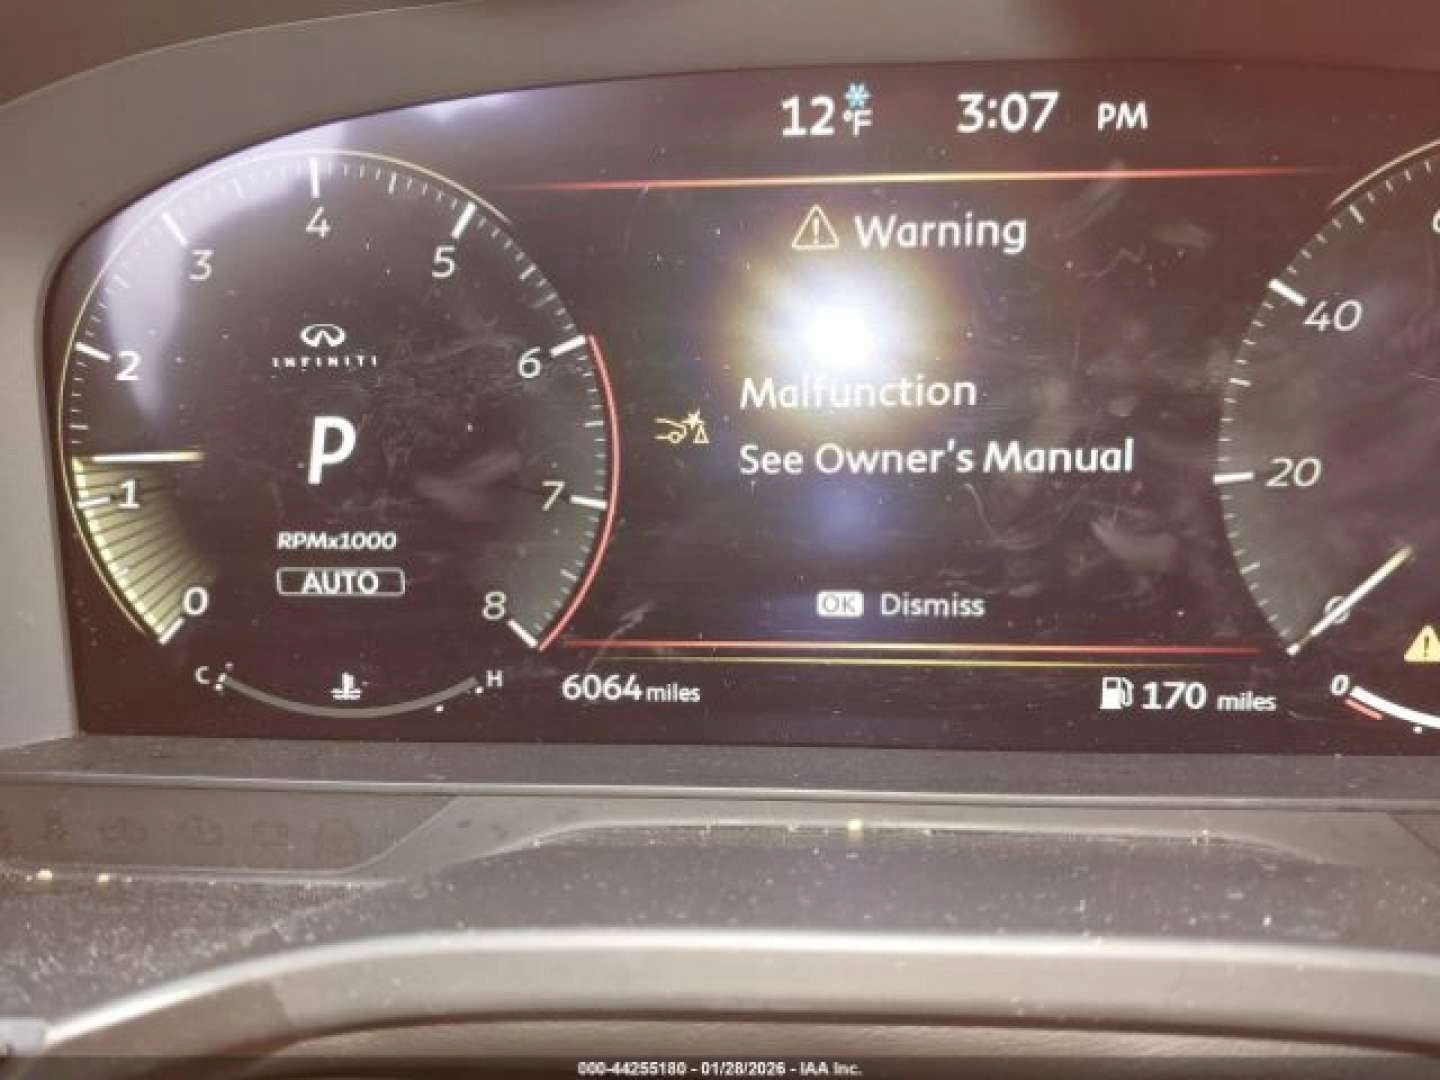 12 °F 3:07 PM
Warning
Malfunction
See Owner's Manual
OK Dismiss
0 1 2 3 4 5 6 7 8
INFINITI
P
RPMx1000
AUTO
C H
6064 miles
170 miles
0 20 40
0
000-44255180 - 01/28/2026 - IAA Inc.